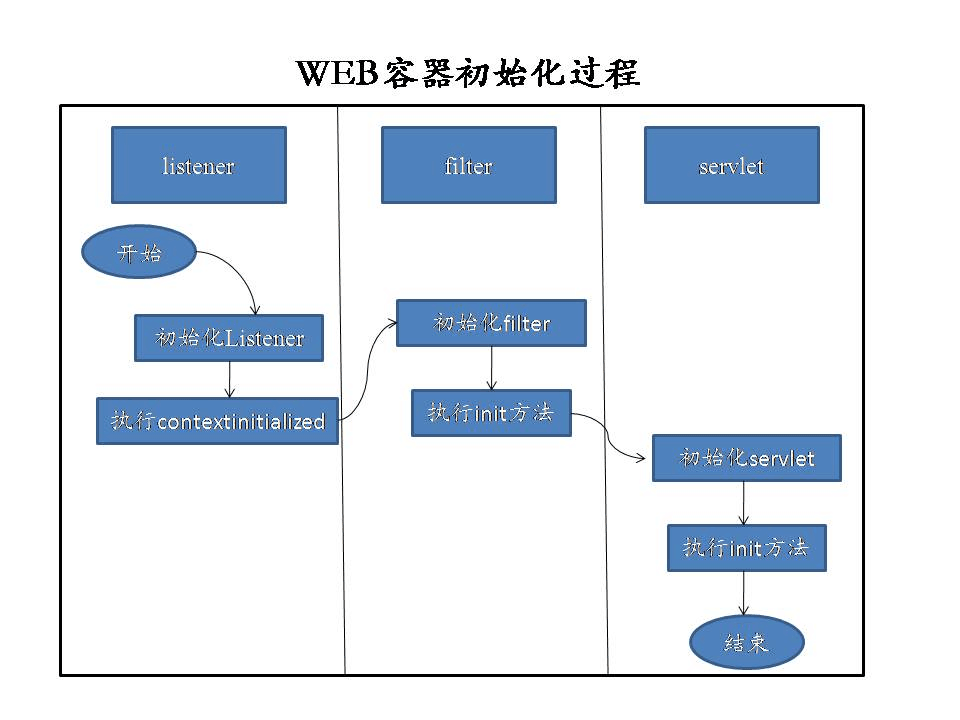 WEB容器初始化过程
listener
filter
servlet
开始
初始化Listener
执行contextinitialized
初始化filter
执行init方法
初始化servlet
执行init方法
结束